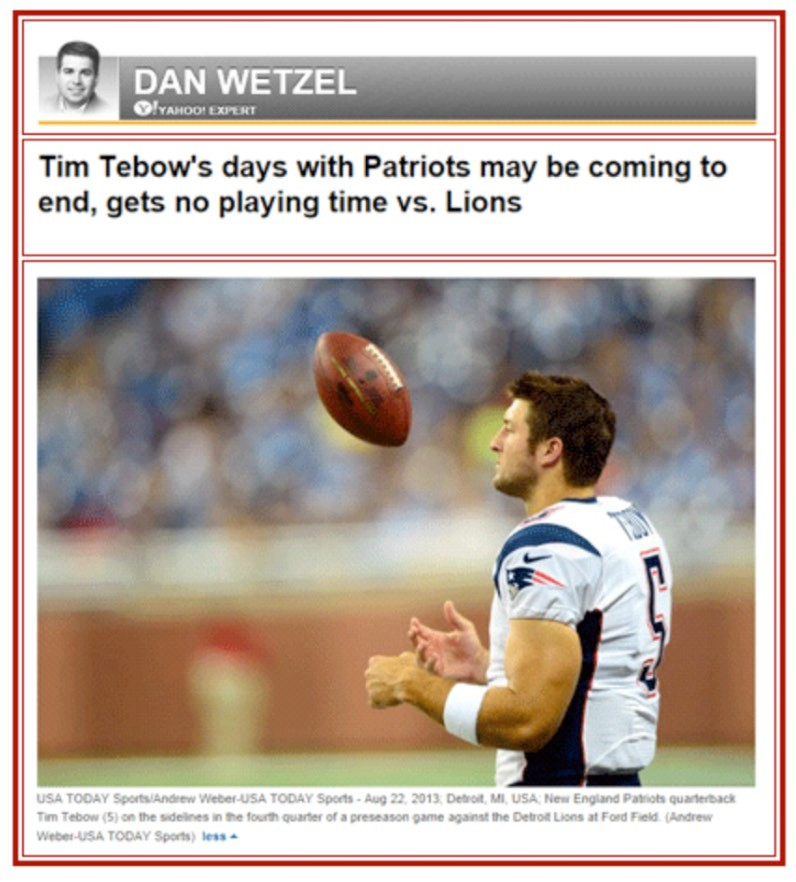 DAN WETZEL
Y! YAHOO! EXPERT
Tim Tebow's days with Patriots may be coming to
end, gets no playing time vs. Lions
5
USA TODAY Sports/Andrew Weber-USA TODAY Sports - Aug 22, 2013; Detroit, MI, USA; New England Patriots quarterback
Tim Tebow (5) on the sidelines in the fourth quarter of a preseason game against the Detroit Lions at Ford Field. (Andrew
Weber-USA TODAY Sports) less